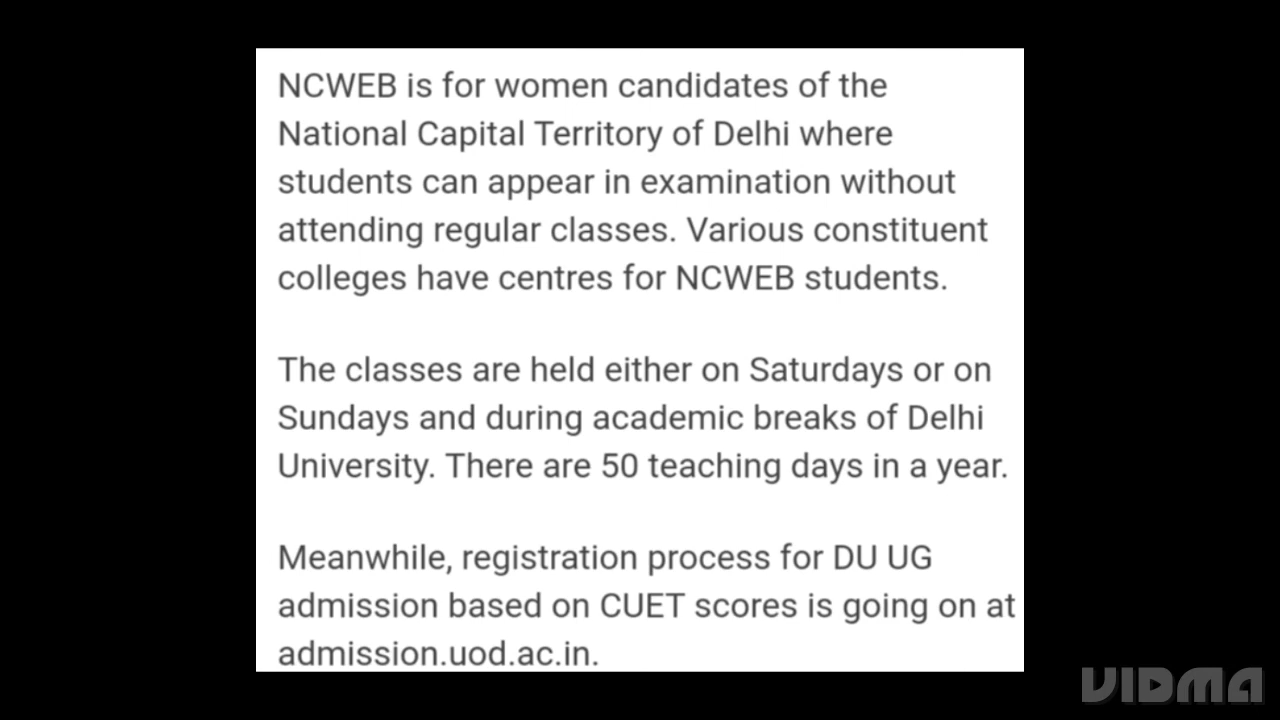 NCWEB is for women candidates of the
National Capital Territory of Delhi where
students can appear in examination without
attending regular classes. Various constituent
colleges have centres for NCWEB students.
The classes are held either on Saturdays or on
Sundays and during academic breaks of Delhi
University. There are 50 teaching days in a year.
Meanwhile, registration process for DU UG
admission based on CUET scores is going on at
admission.uod.ac.in.
VIDMA